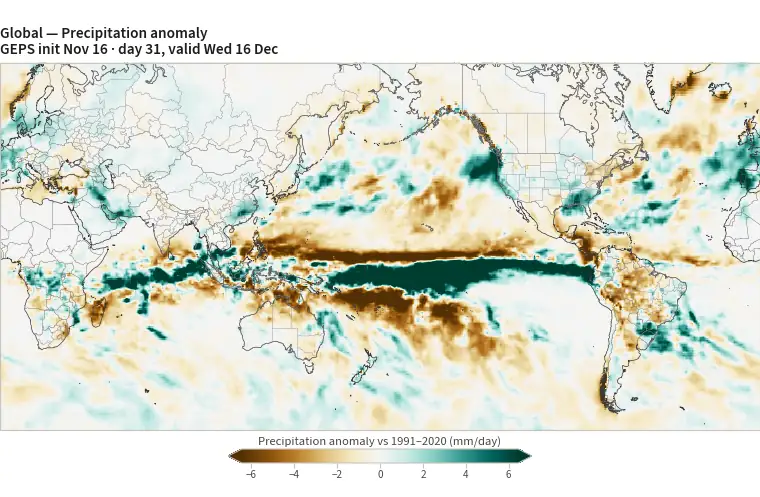 Global — Precipitation anomaly
GEPS init Nov 16 · day 31, valid Wed 16 Dec
Precipitation anomaly vs 1991–2020 (mm/day)
−6 −4 −2 0 2 4 6